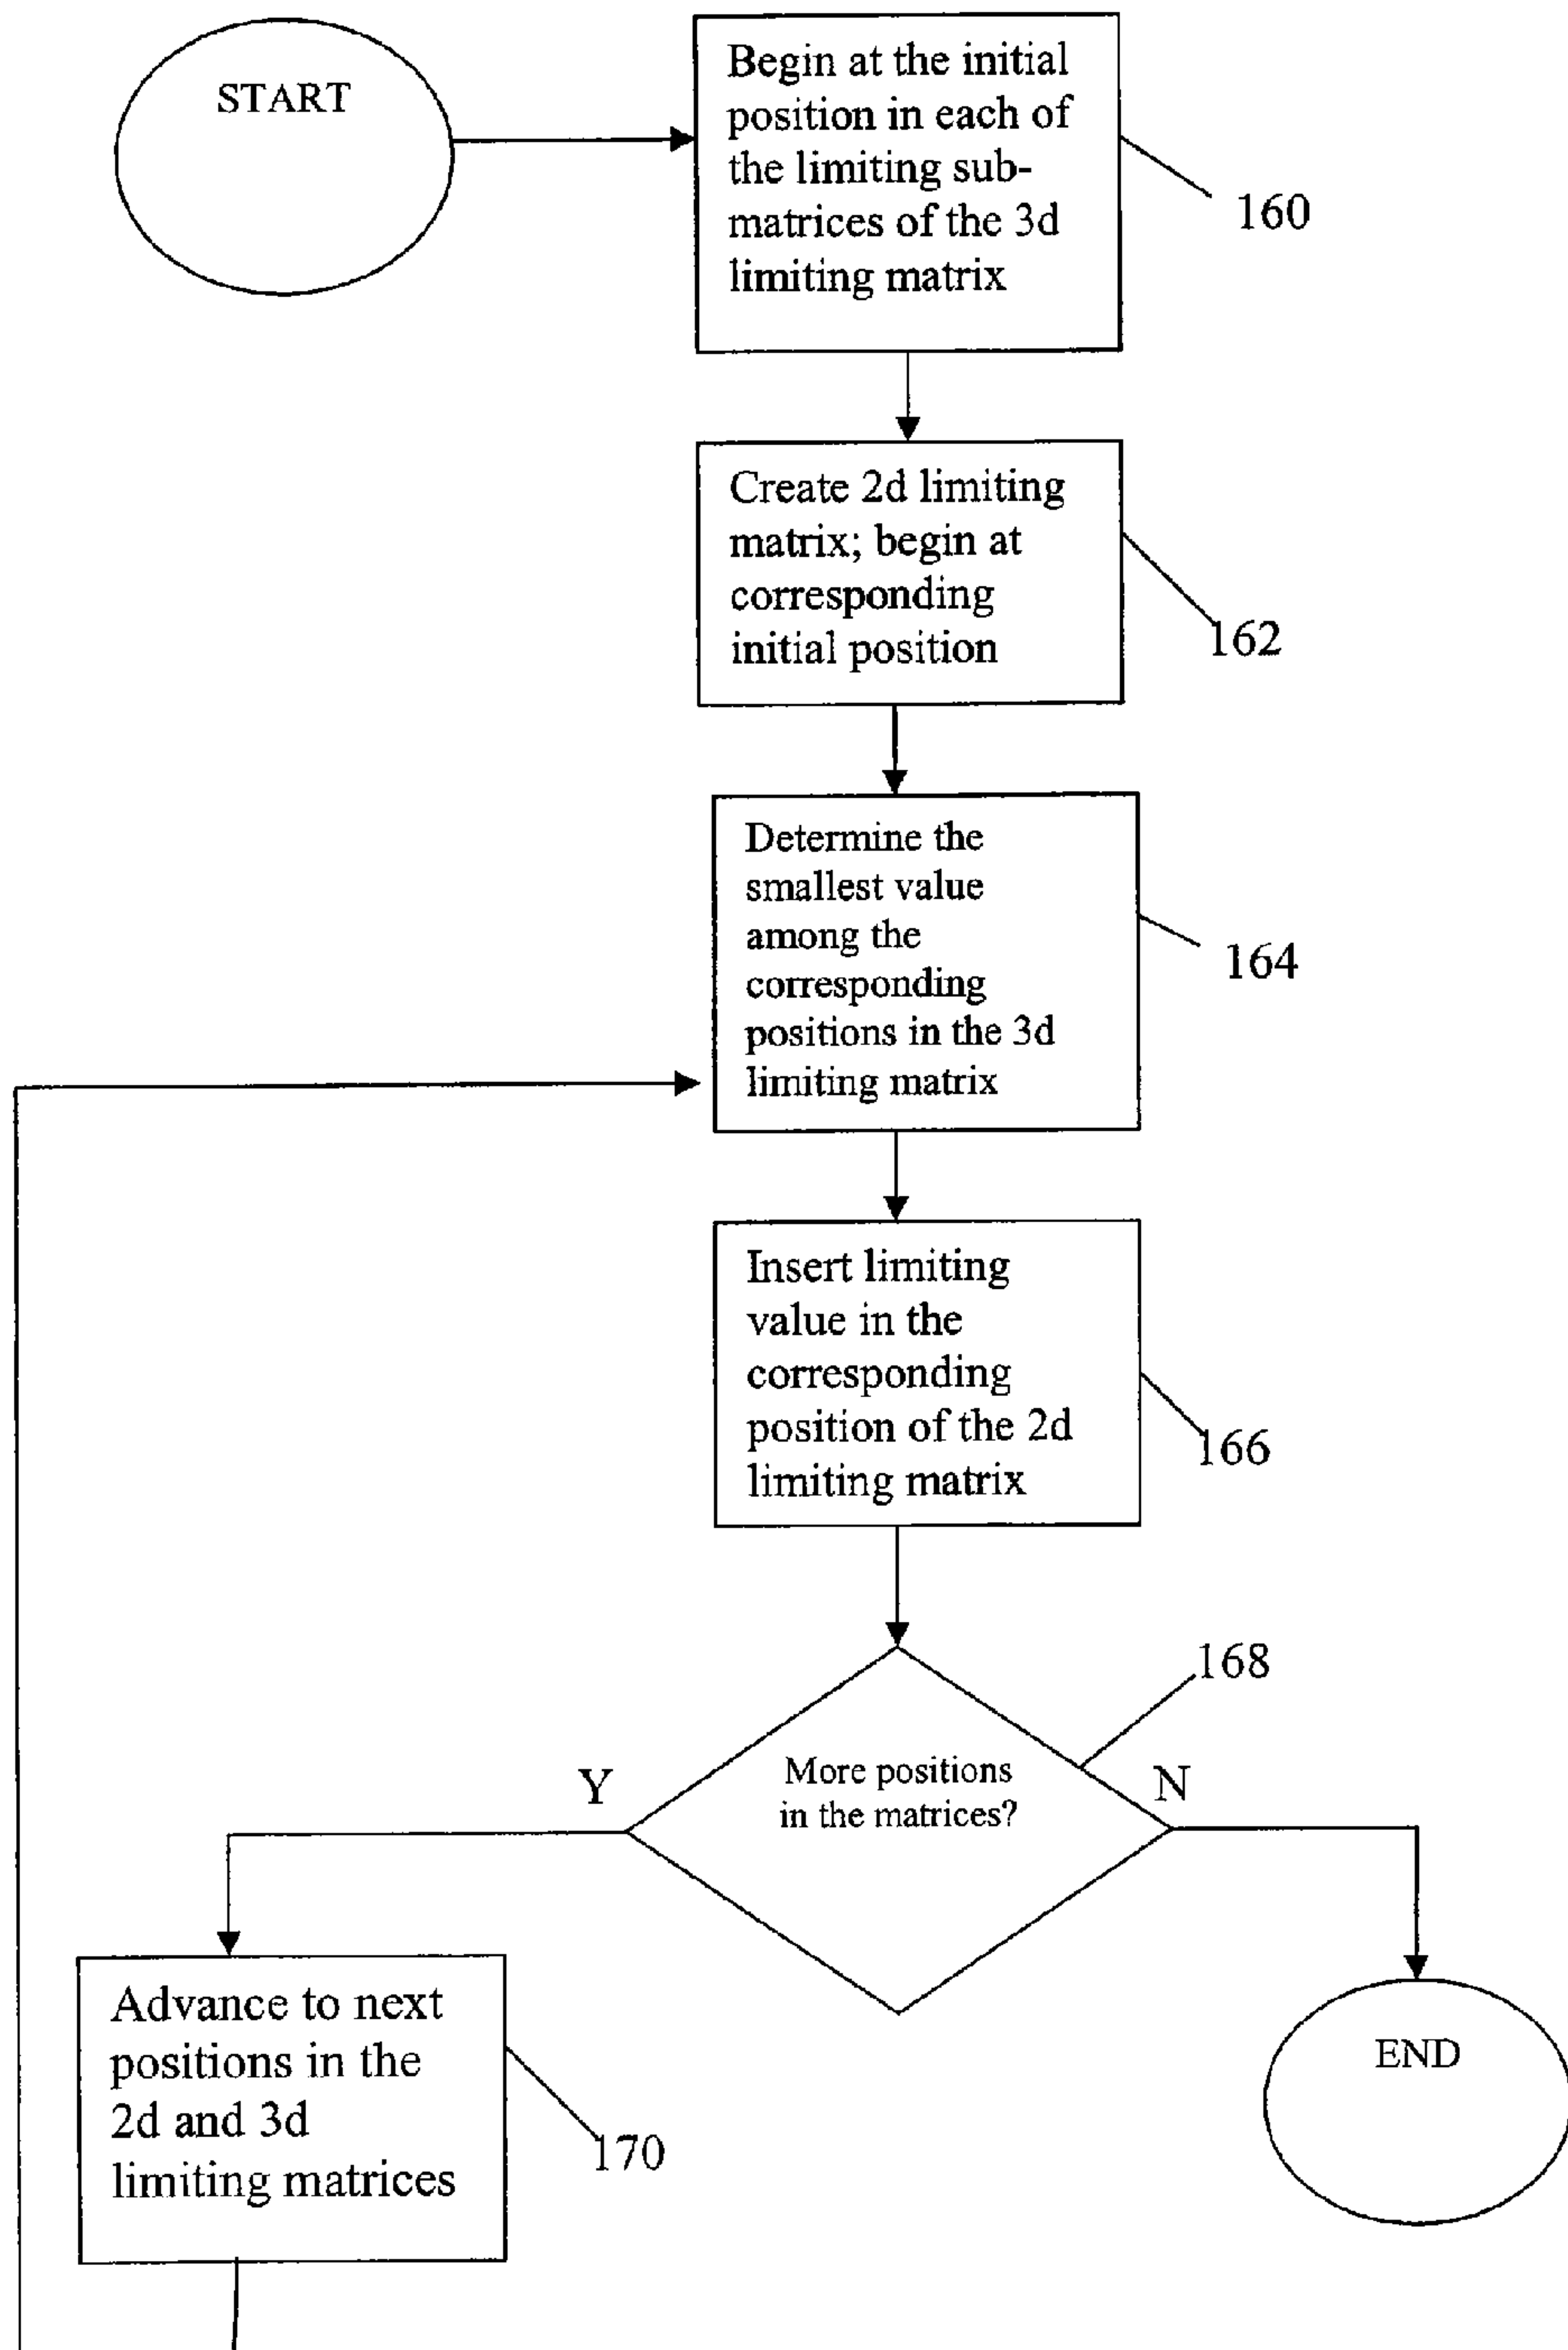 START
Begin at the initial
position in each of
the limiting sub-
matrices of the 3d
limiting matrix
160
Create 2d limiting
matrix; begin at
corresponding
initial position
162
Determine the
smallest value
among the
corresponding
positions in the 3d
limiting matrix
164
Insert limiting
value in the
corresponding
position of the 2d
limiting matrix
166
168
More positions
in the matrices?
Y
N
Advance to next
positions in the
2d and 3d
limiting matrices
170
END